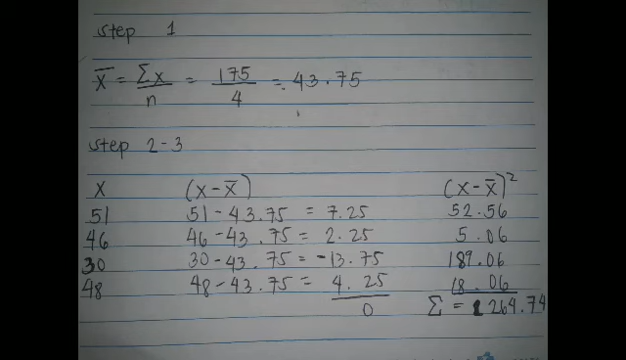 step 1
x̄ = Σx/n = 175/4 = 43.75
step 2-3
x (x - x̄) (x - x̄)²
51 51 - 43.75 = 7.25 52.56
46 46 - 43.75 = 2.25 5.06
30 30 - 43.75 = -13.75 189.06
48 48 - 43.75 = 4.25 18.06
0 Σ = 264.74